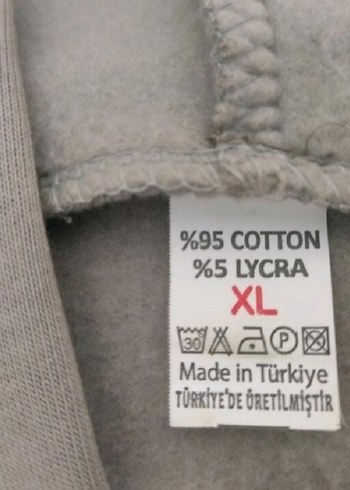 %95 COTTON
%5 LYCRA
XL
30 P
Made in Türkiye
TÜRKİYE'DE ÜRETİLMİŞTİR